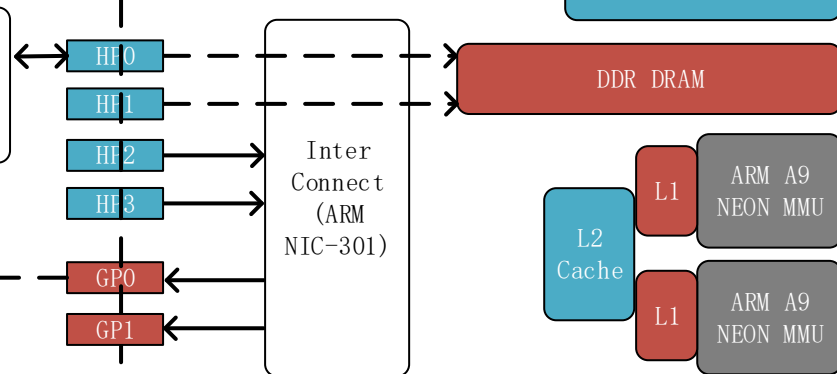 HP0
HP1
HP2
HP3
GP0
GP1
Inter
Connect
(ARM
NIC-301)
DDR DRAM
L2
Cache
L1
ARM A9
NEON MMU
L1
ARM A9
NEON MMU